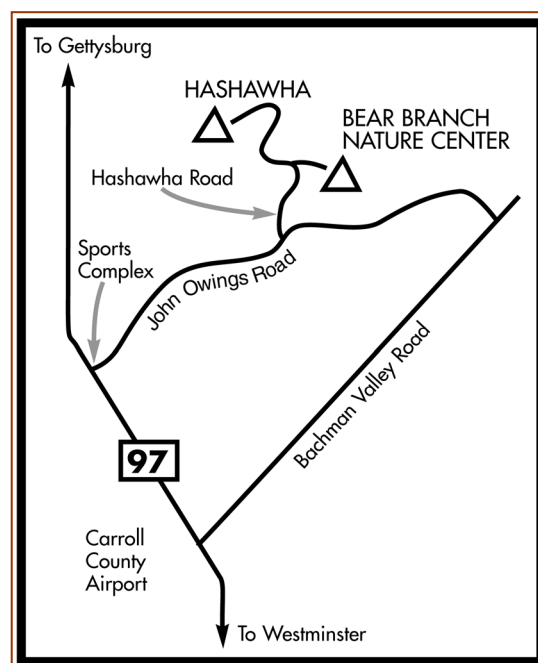 To Gettysburg
HASHAWHA
BEAR BRANCH
NATURE CENTER
Hashawha Road
Sports
Complex
John Owings Road
Bachman Valley Road
97
Carroll
County
Airport
To Westminster